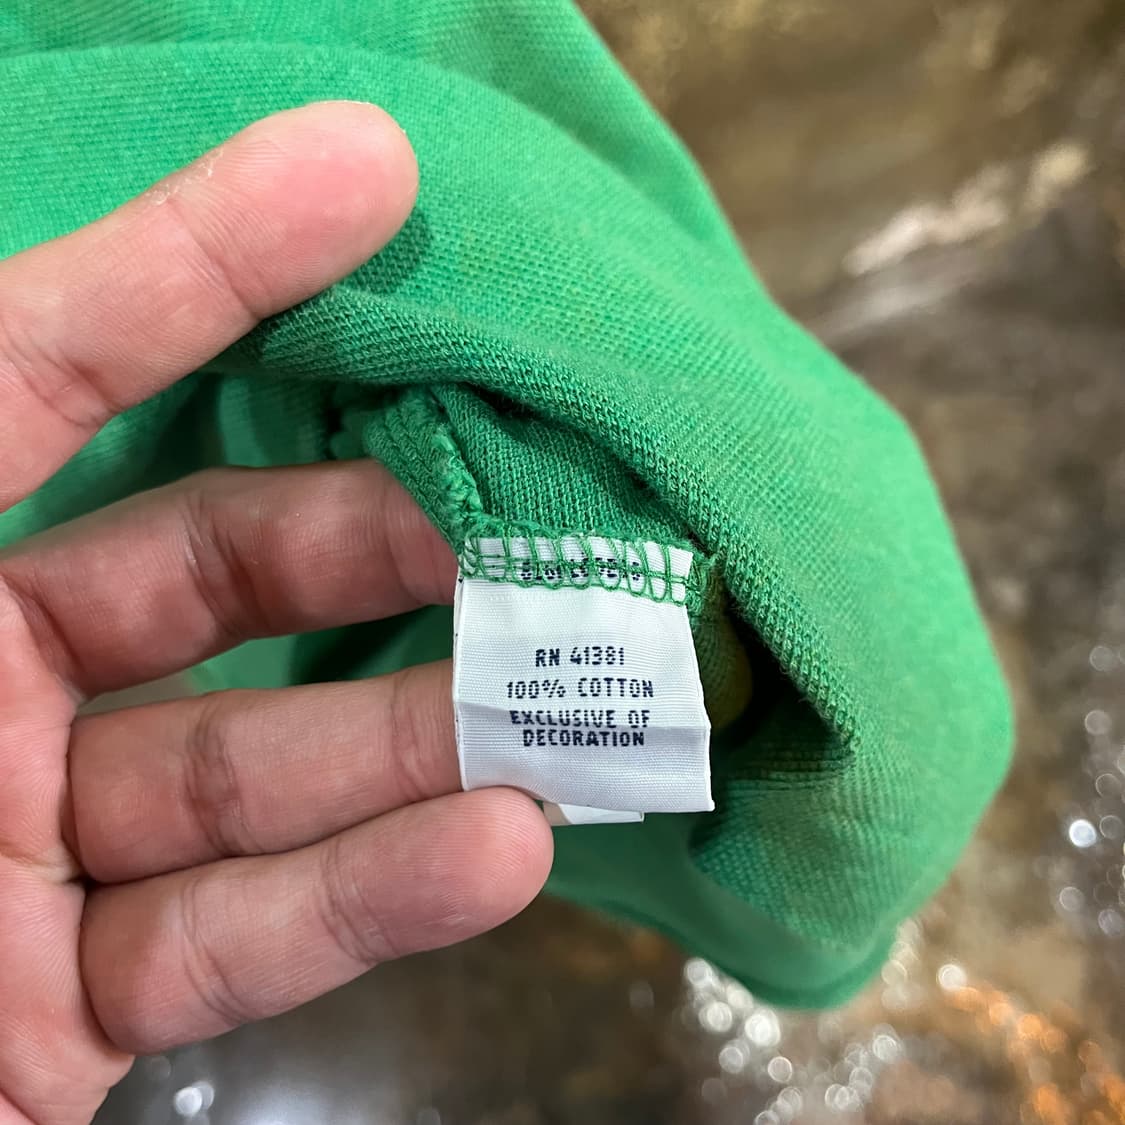 RN 41381
100% COTTON
EXCLUSIVE OF
DECORATION